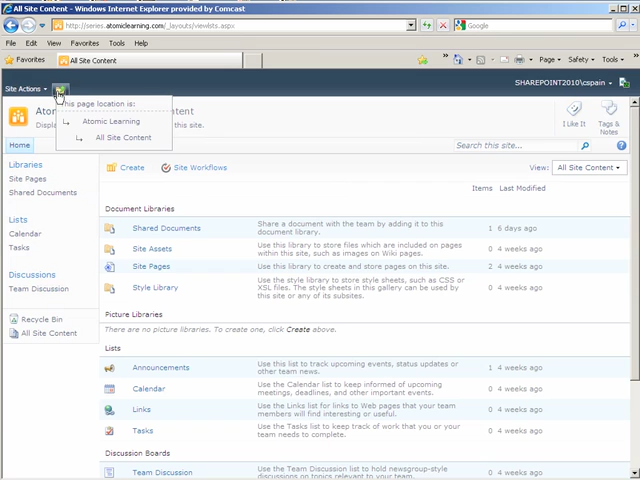 All Site Content - Windows Internet Explorer provided by Comcast
http://series.atomiclearning.com/_layouts/viewlsts.aspx
Google
File Edit View Favorites Tools Help
Favorites All Site Content Page Safety Tools
Site Actions SHAREPOINT2010\cspain
This page location is:
Atomic Learning
All Site Content
Atom Content
Displa this site.
I Like It Tags & Notes
Home Search this site...
Libraries
Site Pages
Shared Documents
Lists
Calendar
Tasks
Discussions
Team Discussion
Recycle Bin
All Site Content
Create Site Workflows View: All Site Content
Items Last Modified
Document Libraries
Shared Documents Share a document with the team by adding it to this document library. 1 6 days ago
Site Assets Use this library to store files which are included on pages within this site, such as images on Wiki pages. 0 4 weeks ago
Site Pages Use this library to create and store pages on this site. 2 4 weeks ago
Style Library Use the style library to store style sheets, such as CSS or XSL files. The style sheets in this gallery can be used by this site or any of its subsites. 0 4 weeks ago
Picture Libraries
There are no picture libraries. To create one, click Create above.
Lists
Announcements Use this list to track upcoming events, status updates or other team news. 1 4 weeks ago
Calendar Use the Calendar list to keep informed of upcoming meetings, deadlines, and other important events. 0 4 weeks ago
Links Use the Links list for links to Web pages that your team members will find interesting or useful. 0 4 weeks ago
Tasks Use the Tasks list to keep track of work that you or your team needs to complete. 0 4 weeks ago
Discussion Boards
Team Discussion Use the Team Discussion list to hold newsgroup-style discussions on topics relevant to your team. 0 4 weeks ago